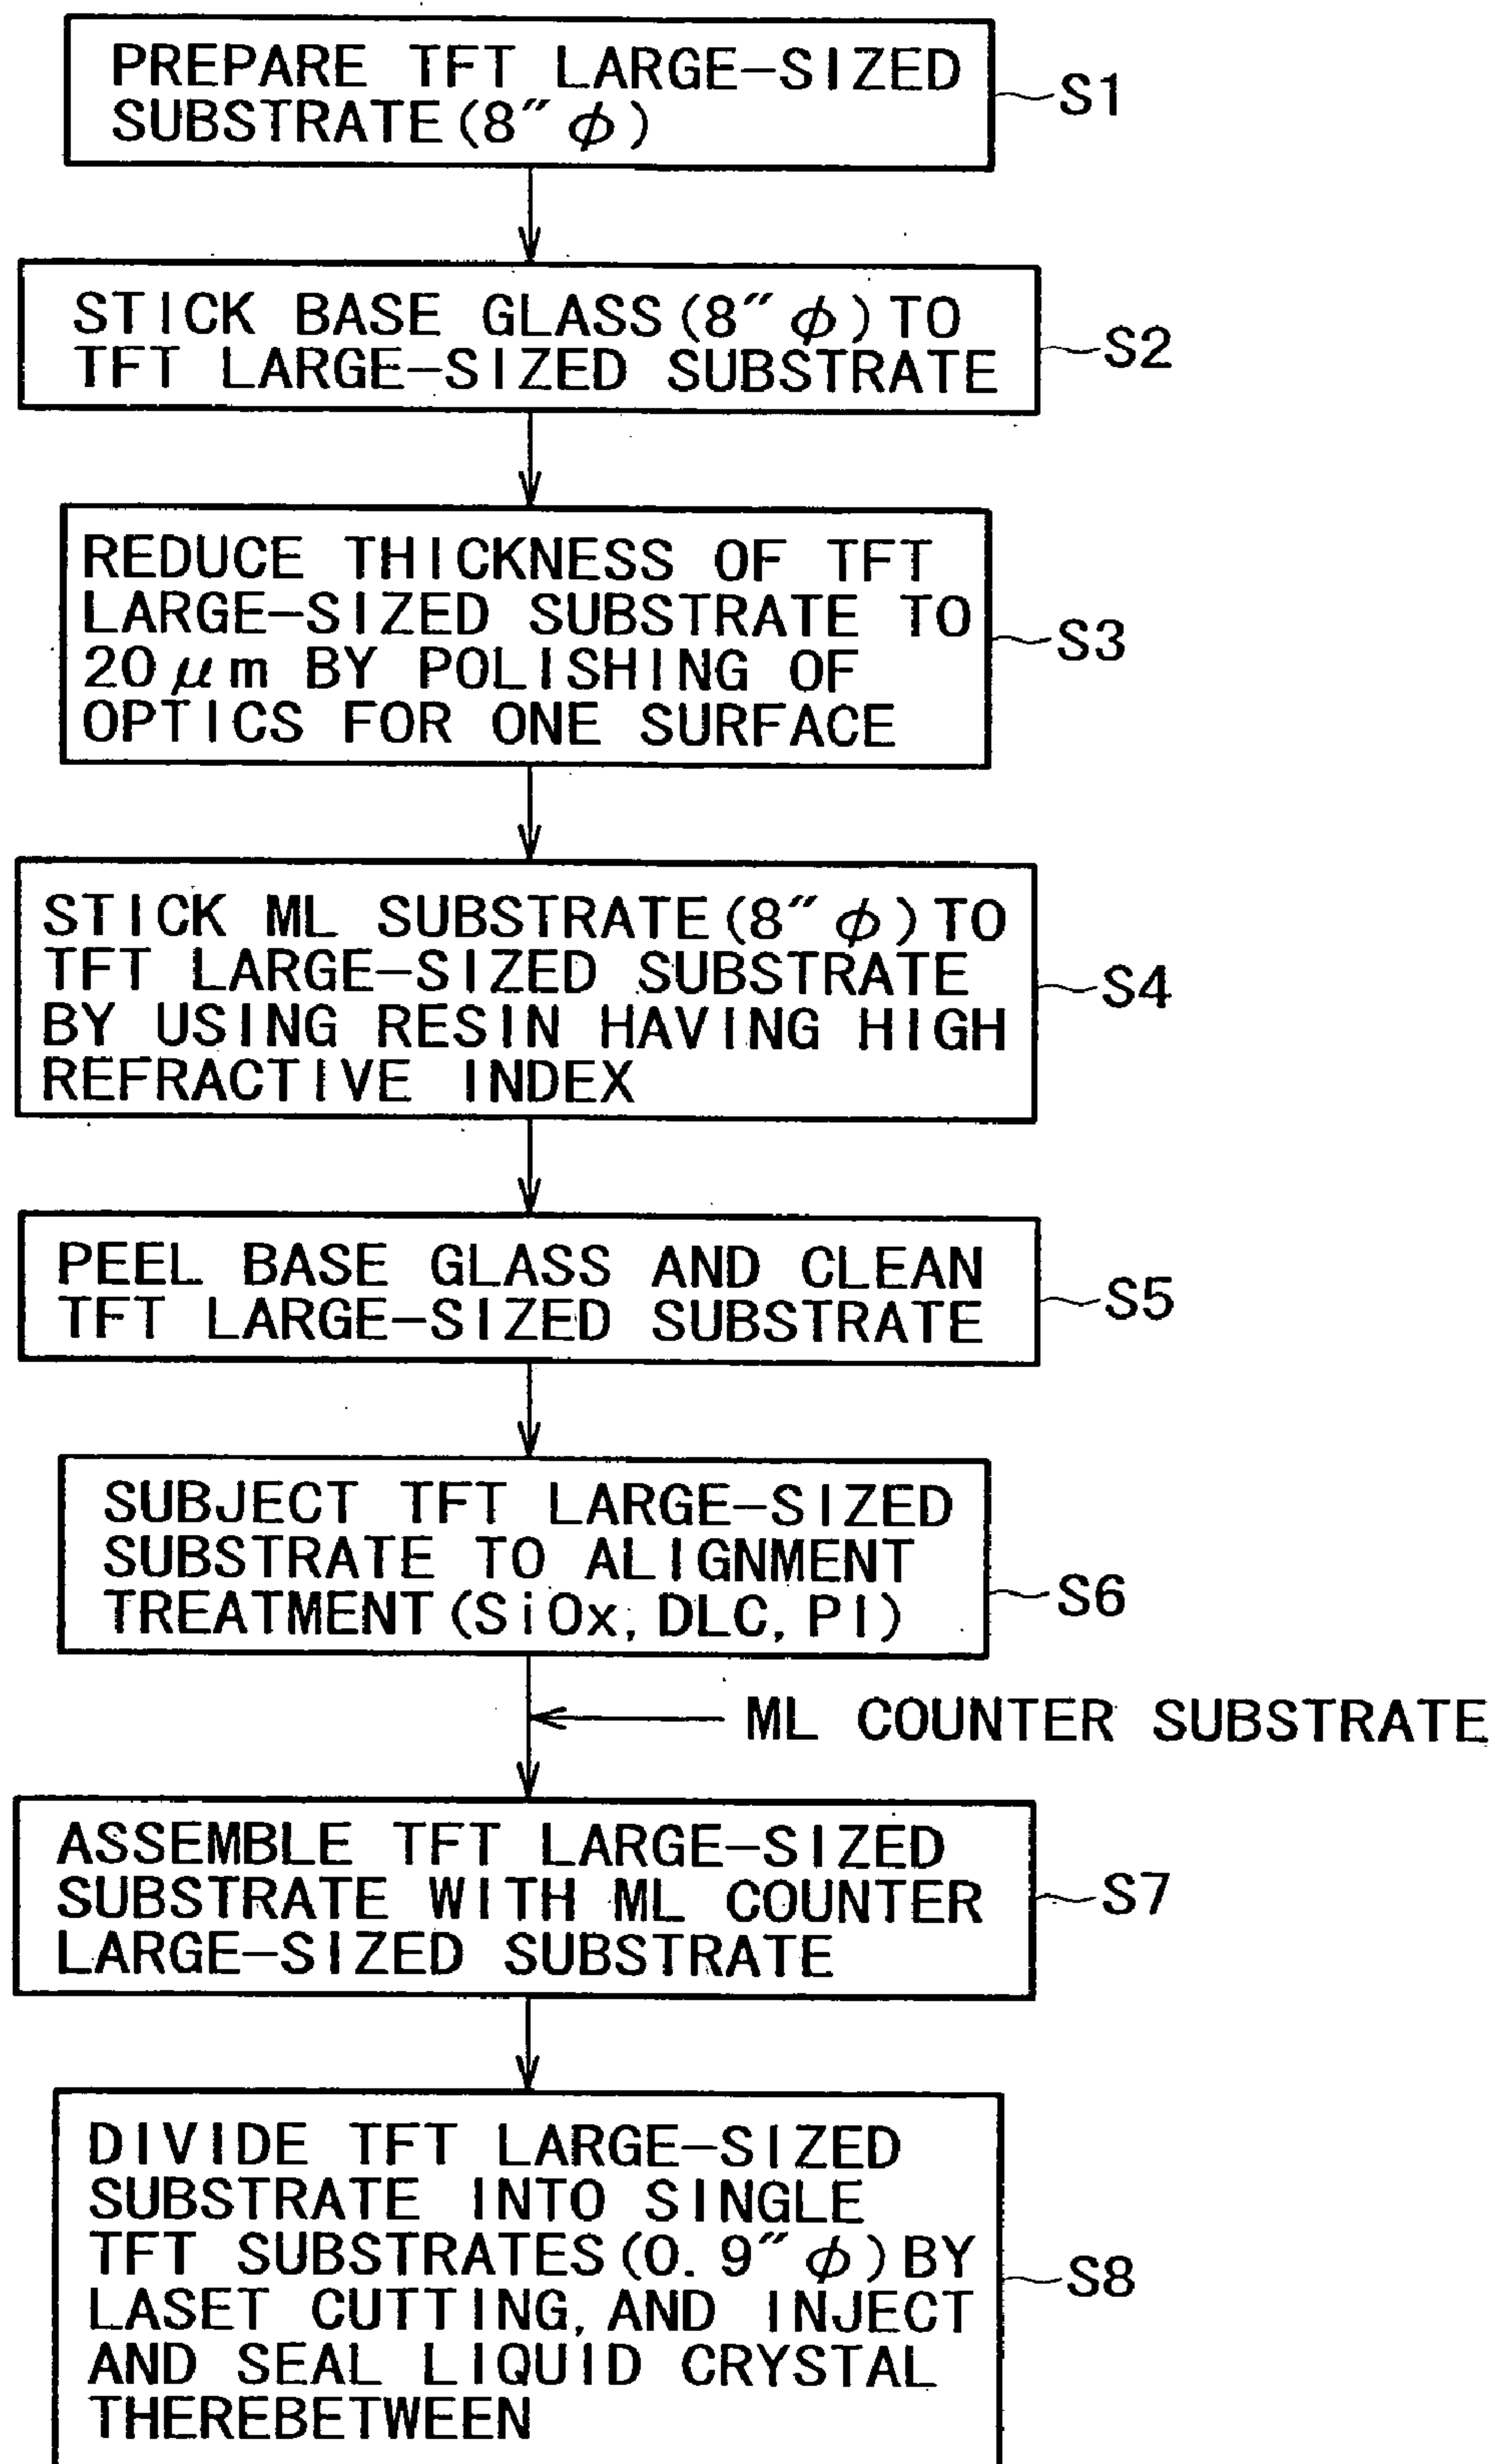 PREPARE TFT LARGE-SIZED
SUBSTRATE(8″φ)
S1
STICK BASE GLASS(8″φ)TO
TFT LARGE-SIZED SUBSTRATE
S2
REDUCE THICKNESS OF TFT
LARGE-SIZED SUBSTRATE TO
20μm BY POLISHING OF
OPTICS FOR ONE SURFACE
S3
STICK ML SUBSTRATE(8″φ)TO
TFT LARGE-SIZED SUBSTRATE
BY USING RESIN HAVING HIGH
REFRACTIVE INDEX
S4
PEEL BASE GLASS AND CLEAN
TFT LARGE-SIZED SUBSTRATE
S5
SUBJECT TFT LARGE-SIZED
SUBSTRATE TO ALIGNMENT
TREATMENT(SiOx, DLC, PI)
S6
ML COUNTER SUBSTRATE
ASSEMBLE TFT LARGE-SIZED
SUBSTRATE WITH ML COUNTER
LARGE-SIZED SUBSTRATE
S7
DIVIDE TFT LARGE-SIZED
SUBSTRATE INTO SINGLE
TFT SUBSTRATES(0.9″φ)BY
LASET CUTTING, AND INJECT
AND SEAL LIQUID CRYSTAL
THEREBETWEEN
S8